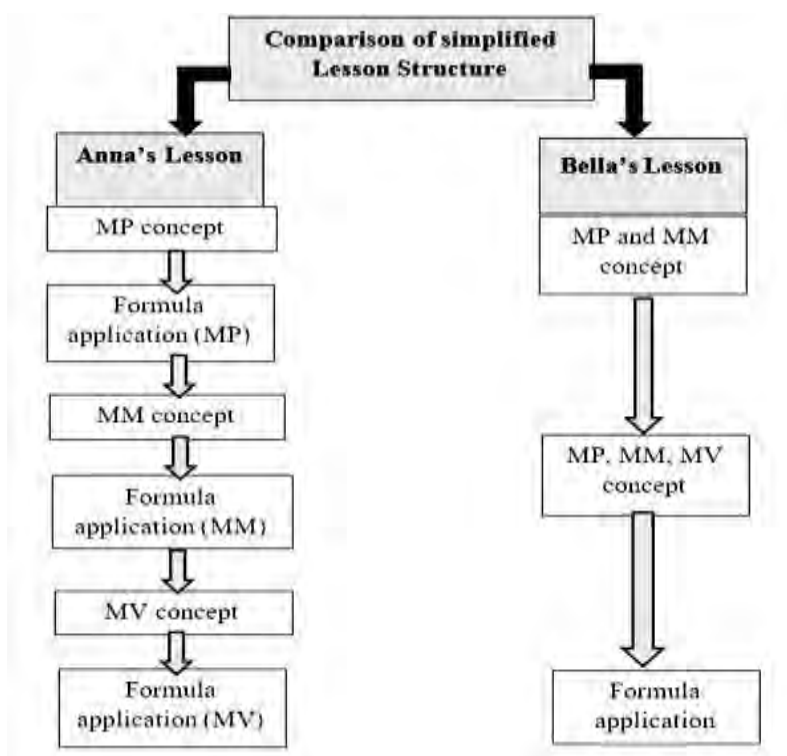 Comparison of simplified
Lesson Structure
Anna's Lesson
MP concept
Formula
application (MP)
MM concept
Formula
application (MM)
MV concept
Formula
application (MV)
Bella's Lesson
MP and MM
concept
MP, MM, MV
concept
Formula
application